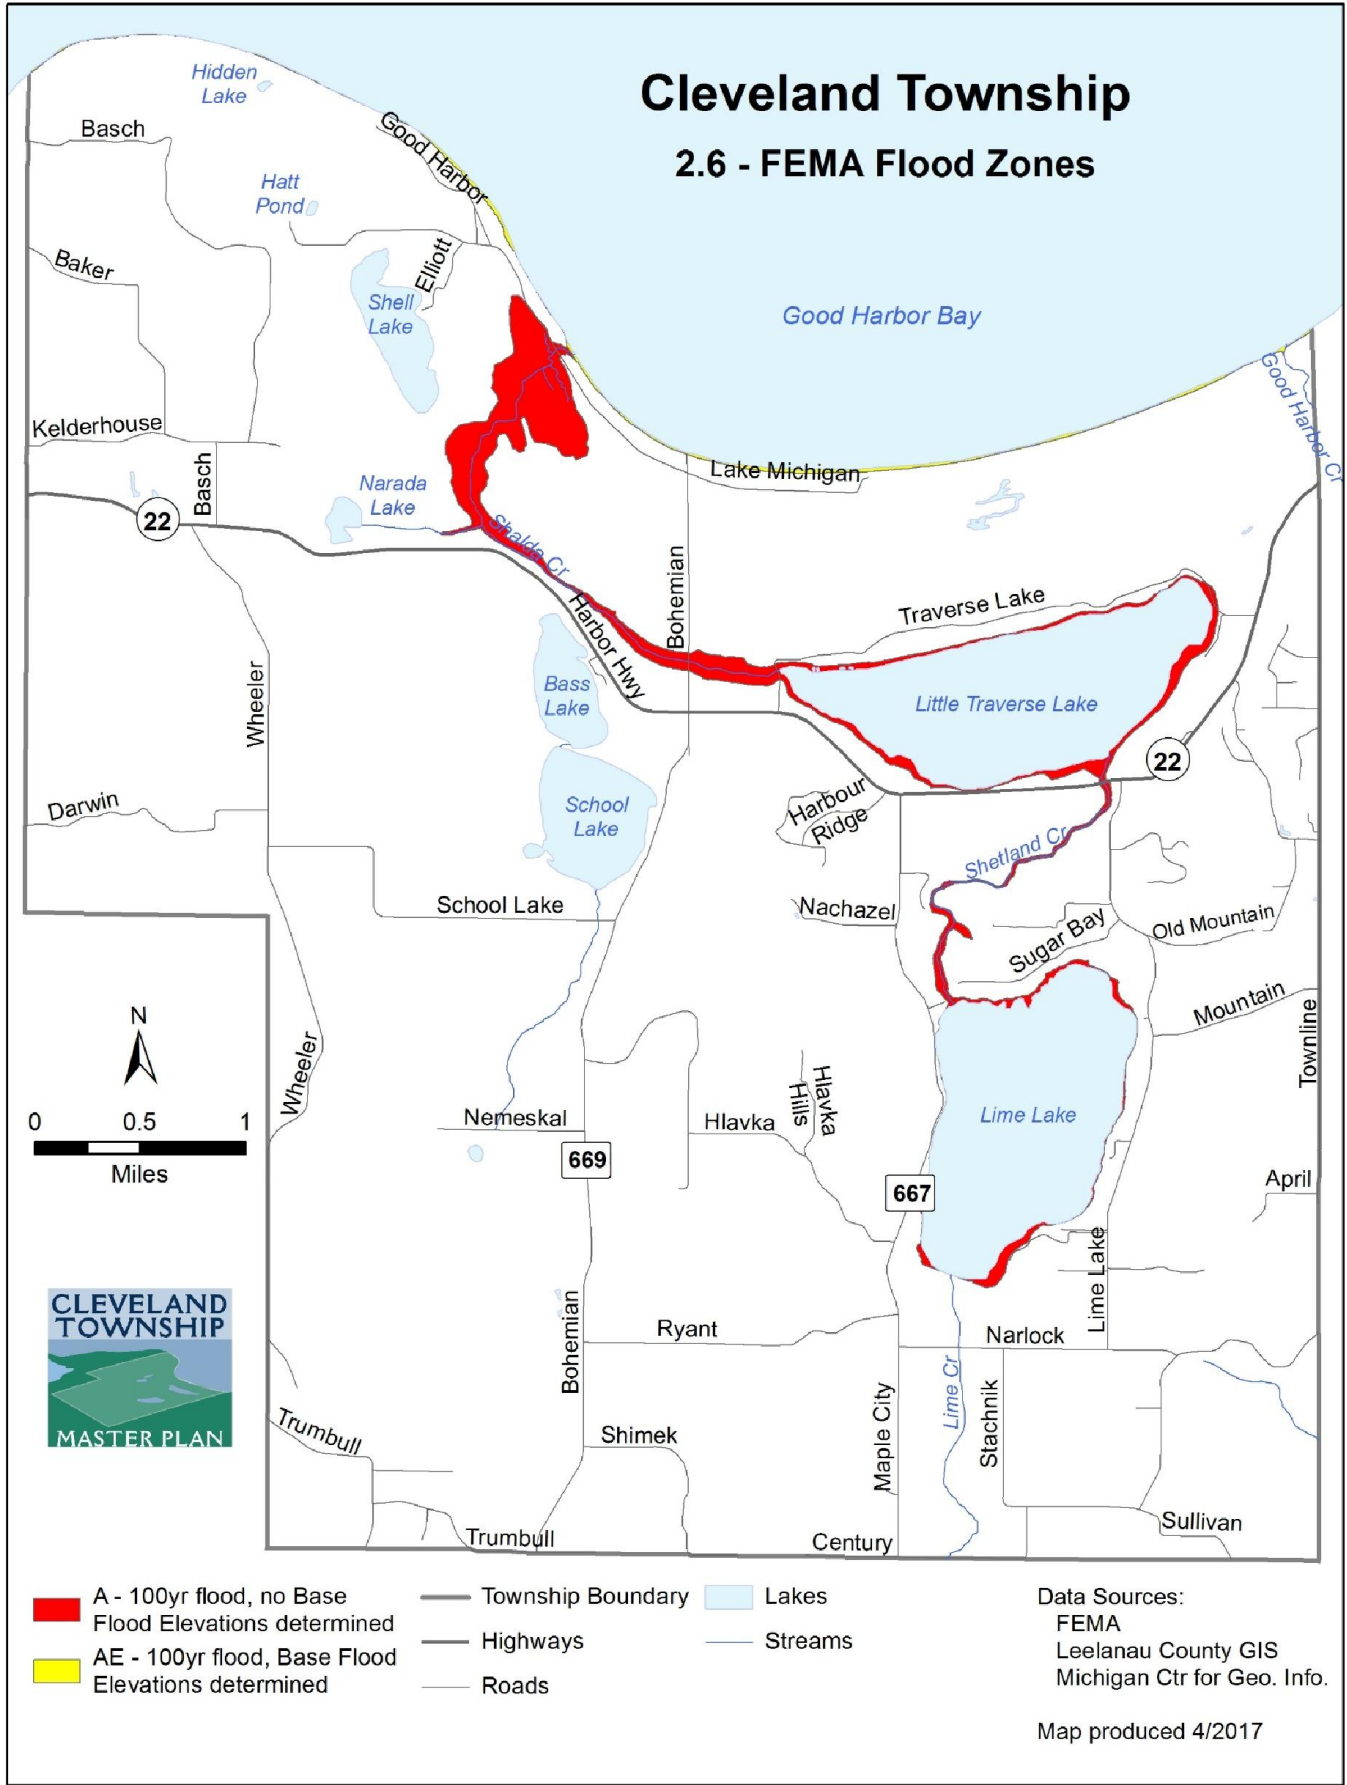 Cleveland Township
2.6 - FEMA Flood Zones
Hidden
Lake
Basch
Good Harbor
Hatt
Pond
Elliott
Baker
Shell
Lake
Good Harbor Bay
Good Harbor Cr
Kelderhouse
Basch
Narada
Lake
Lake Michigan
22
Shalda Cr
Bohemian
Traverse Lake
Harbor Hwy
Wheeler
Bass
Lake
Little Traverse Lake
22
Darwin
School
Lake
Harbour
Ridge
Shetland Cr
School Lake
Nachazel
Sugar Bay
Old Mountain
N
Mountain
Townline
Wheeler
0 0.5 1
Miles
Nemeskal
Hlavka
Hlavka
Hills
Lime Lake
669
667
April
Lime Lake
CLEVELAND
TOWNSHIP
MASTER PLAN
Bohemian
Ryant
Narlock
Lime Cr
Maple City
Stachnik
Trumbull
Shimek
Trumbull
Century
Sullivan
A - 100yr flood, no Base
Flood Elevations determined
AE - 100yr flood, Base Flood
Elevations determined
Township Boundary
Highways
Roads
Lakes
Streams
Data Sources:
FEMA
Leelanau County GIS
Michigan Ctr for Geo. Info.
Map produced 4/2017